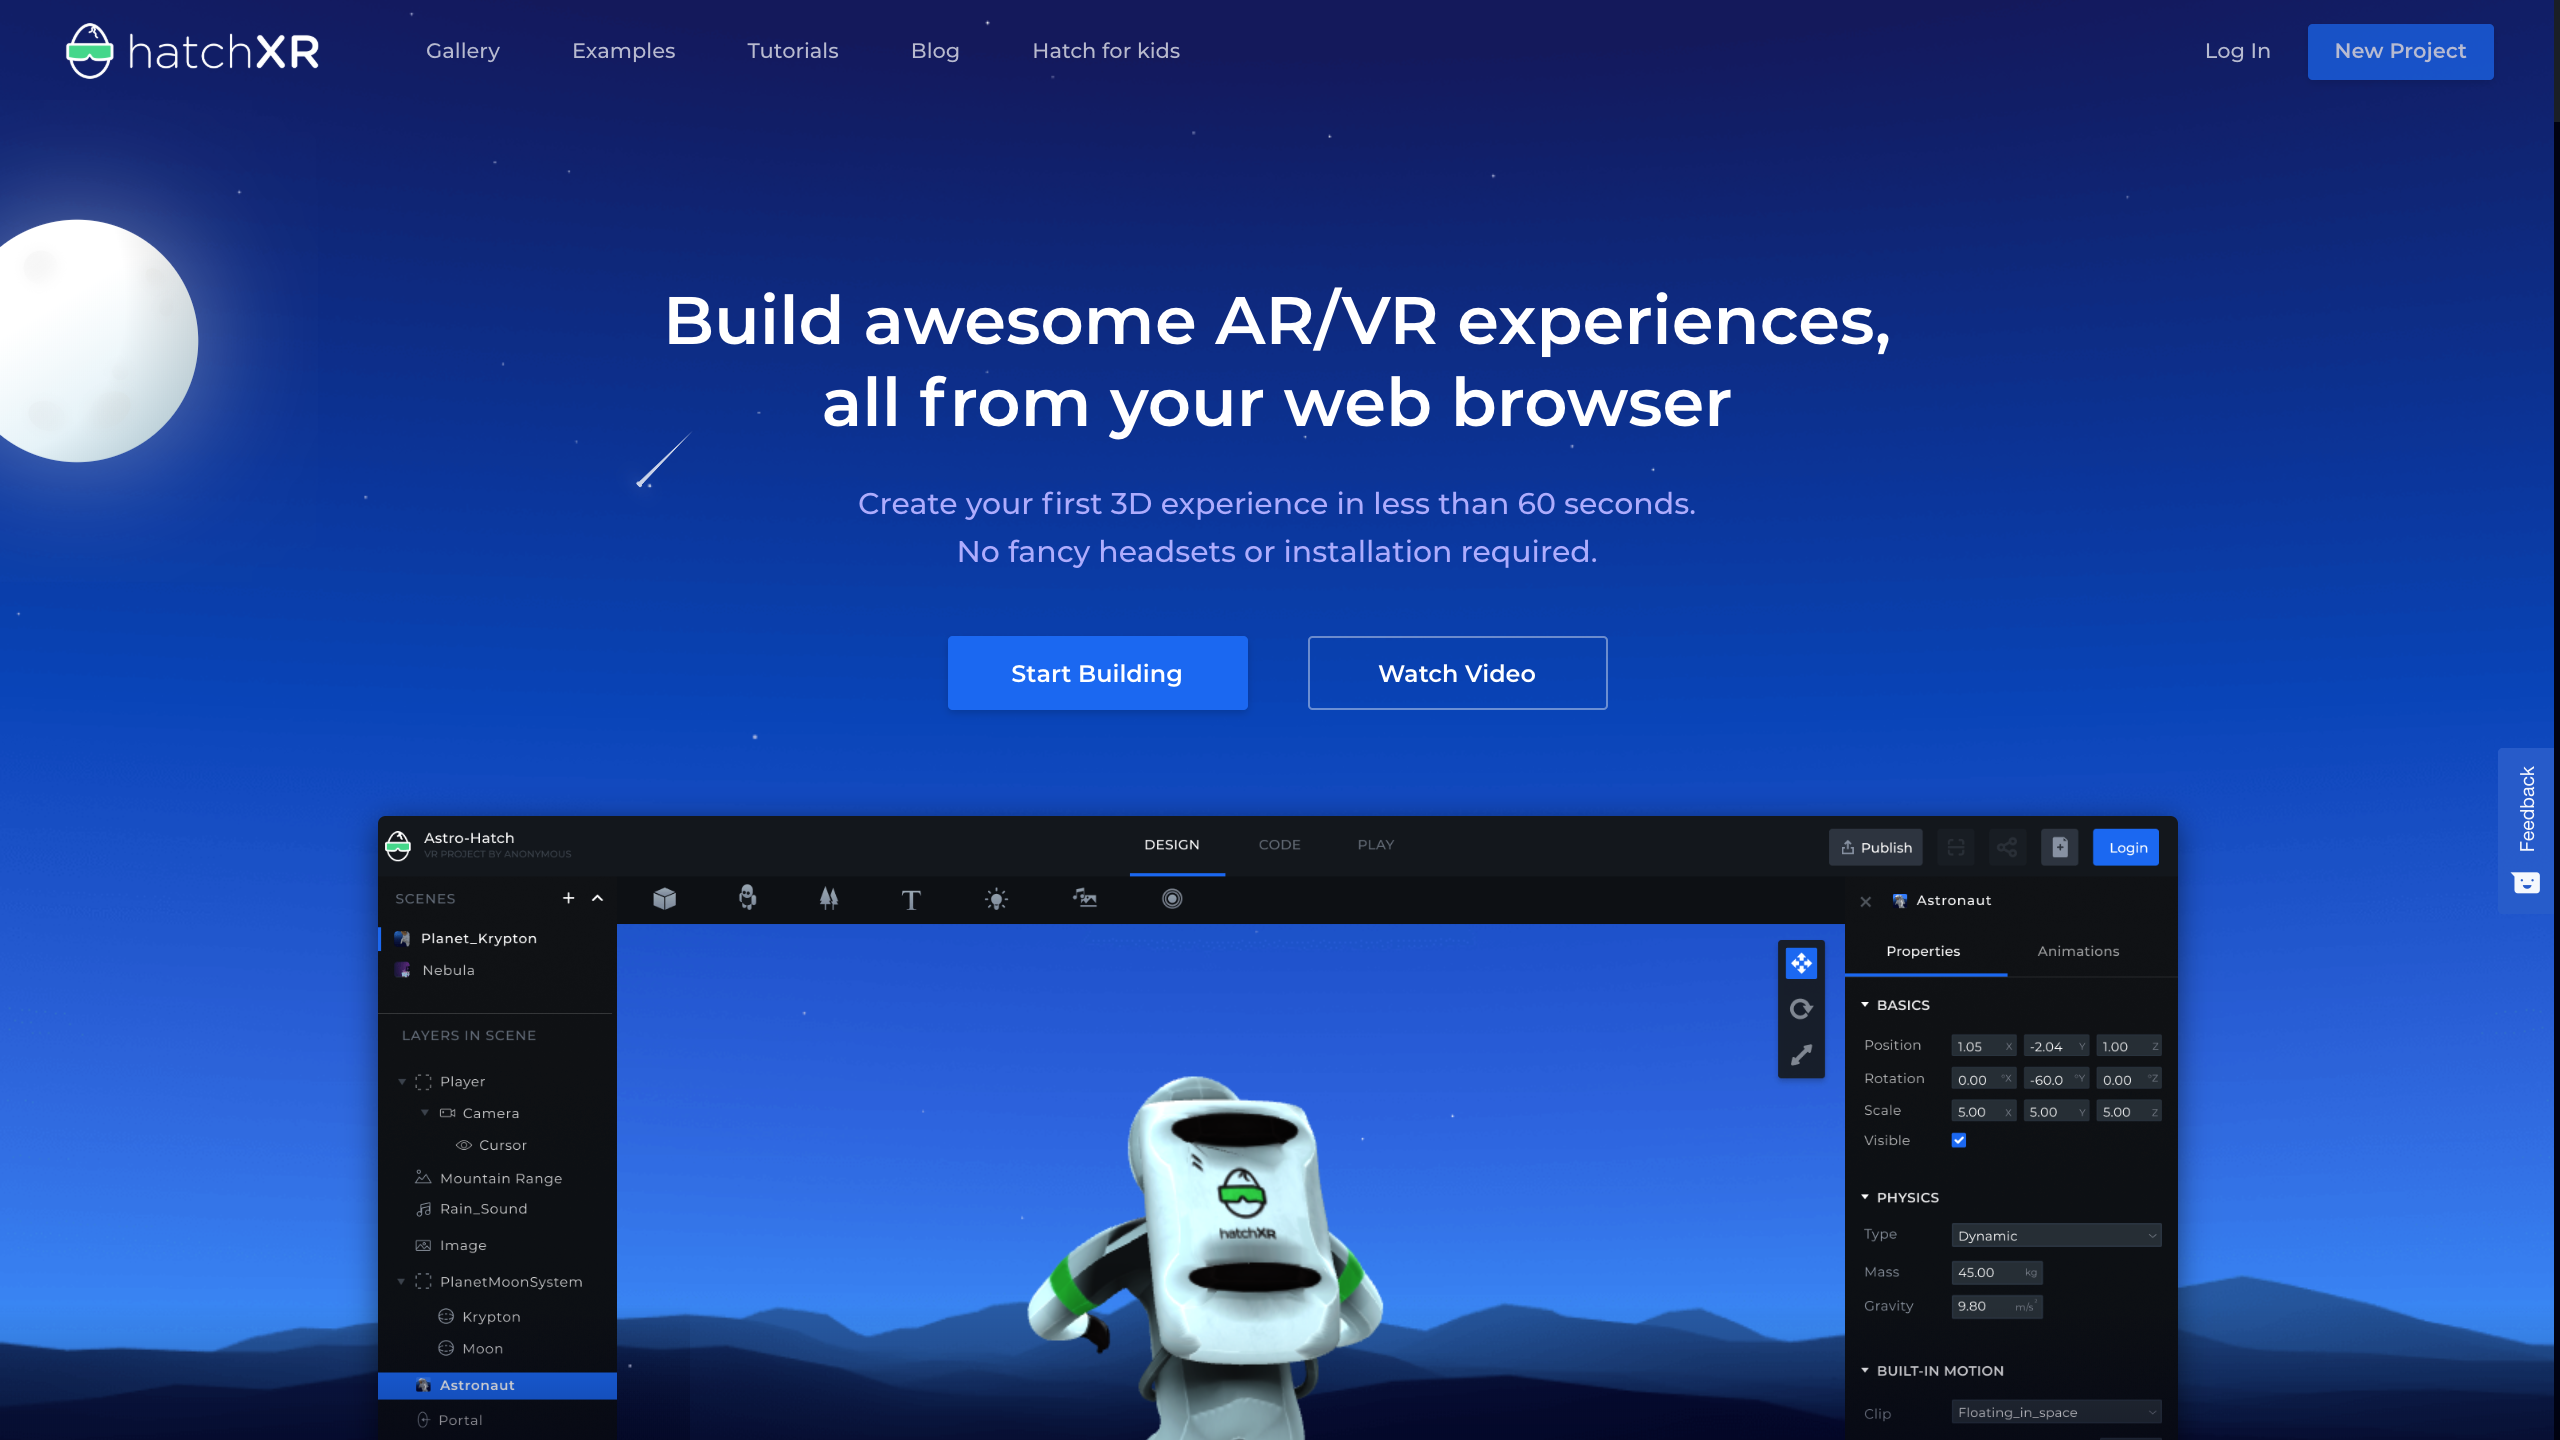 hatchXR
Gallery
Examples
Tutorials
Blog
Hatch for kids
Log In
New Project
Build awesome AR/VR experiences,
all from your web browser
Create your first 3D experience in less than 60 seconds.
No fancy headsets or installation required.
Start Building
Watch Video
Feedback
Astro-Hatch
VR PROJECT BY ANONYMOUS
DESIGN
CODE
PLAY
Publish
Login
SCENES
Planet_Krypton
Nebula
LAYERS IN SCENE
Player
Camera
Cursor
Mountain Range
Rain_Sound
Image
PlanetMoonSystem
Krypton
Moon
Astronaut
Portal
T
hatchXR
Astronaut
Properties
Animations
BASICS
Position 1.05 X -2.04 Y 1.00 Z
Rotation 0.00 °X -60.0 °Y 0.00 °Z
Scale 5.00 X 5.00 Y 5.00 Z
Visible
PHYSICS
Type Dynamic
Mass 45.00 kg
Gravity 9.80 m/s
BUILT-IN MOTION
Clip Floating_in_space